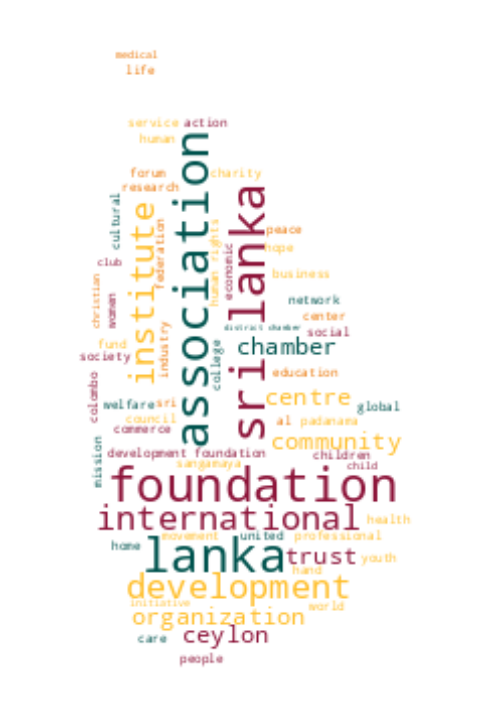 medical
life
service action
human
association
forum charity
research
sri lanka
cultural
institute
federation
human rights
peace
hope
economic
club
business
christian
women
network
center
district chamber
social
industry
fund
chamber
society
college
education
colombo
centre
welfare sri
global
council
al padanama
commerce
community
mission
development foundation
children
sangamaya
child
foundation
international
health
movement united professional
home
lanka
trust
youth
hand
development
initiative
world
organization
ceylon
care
people